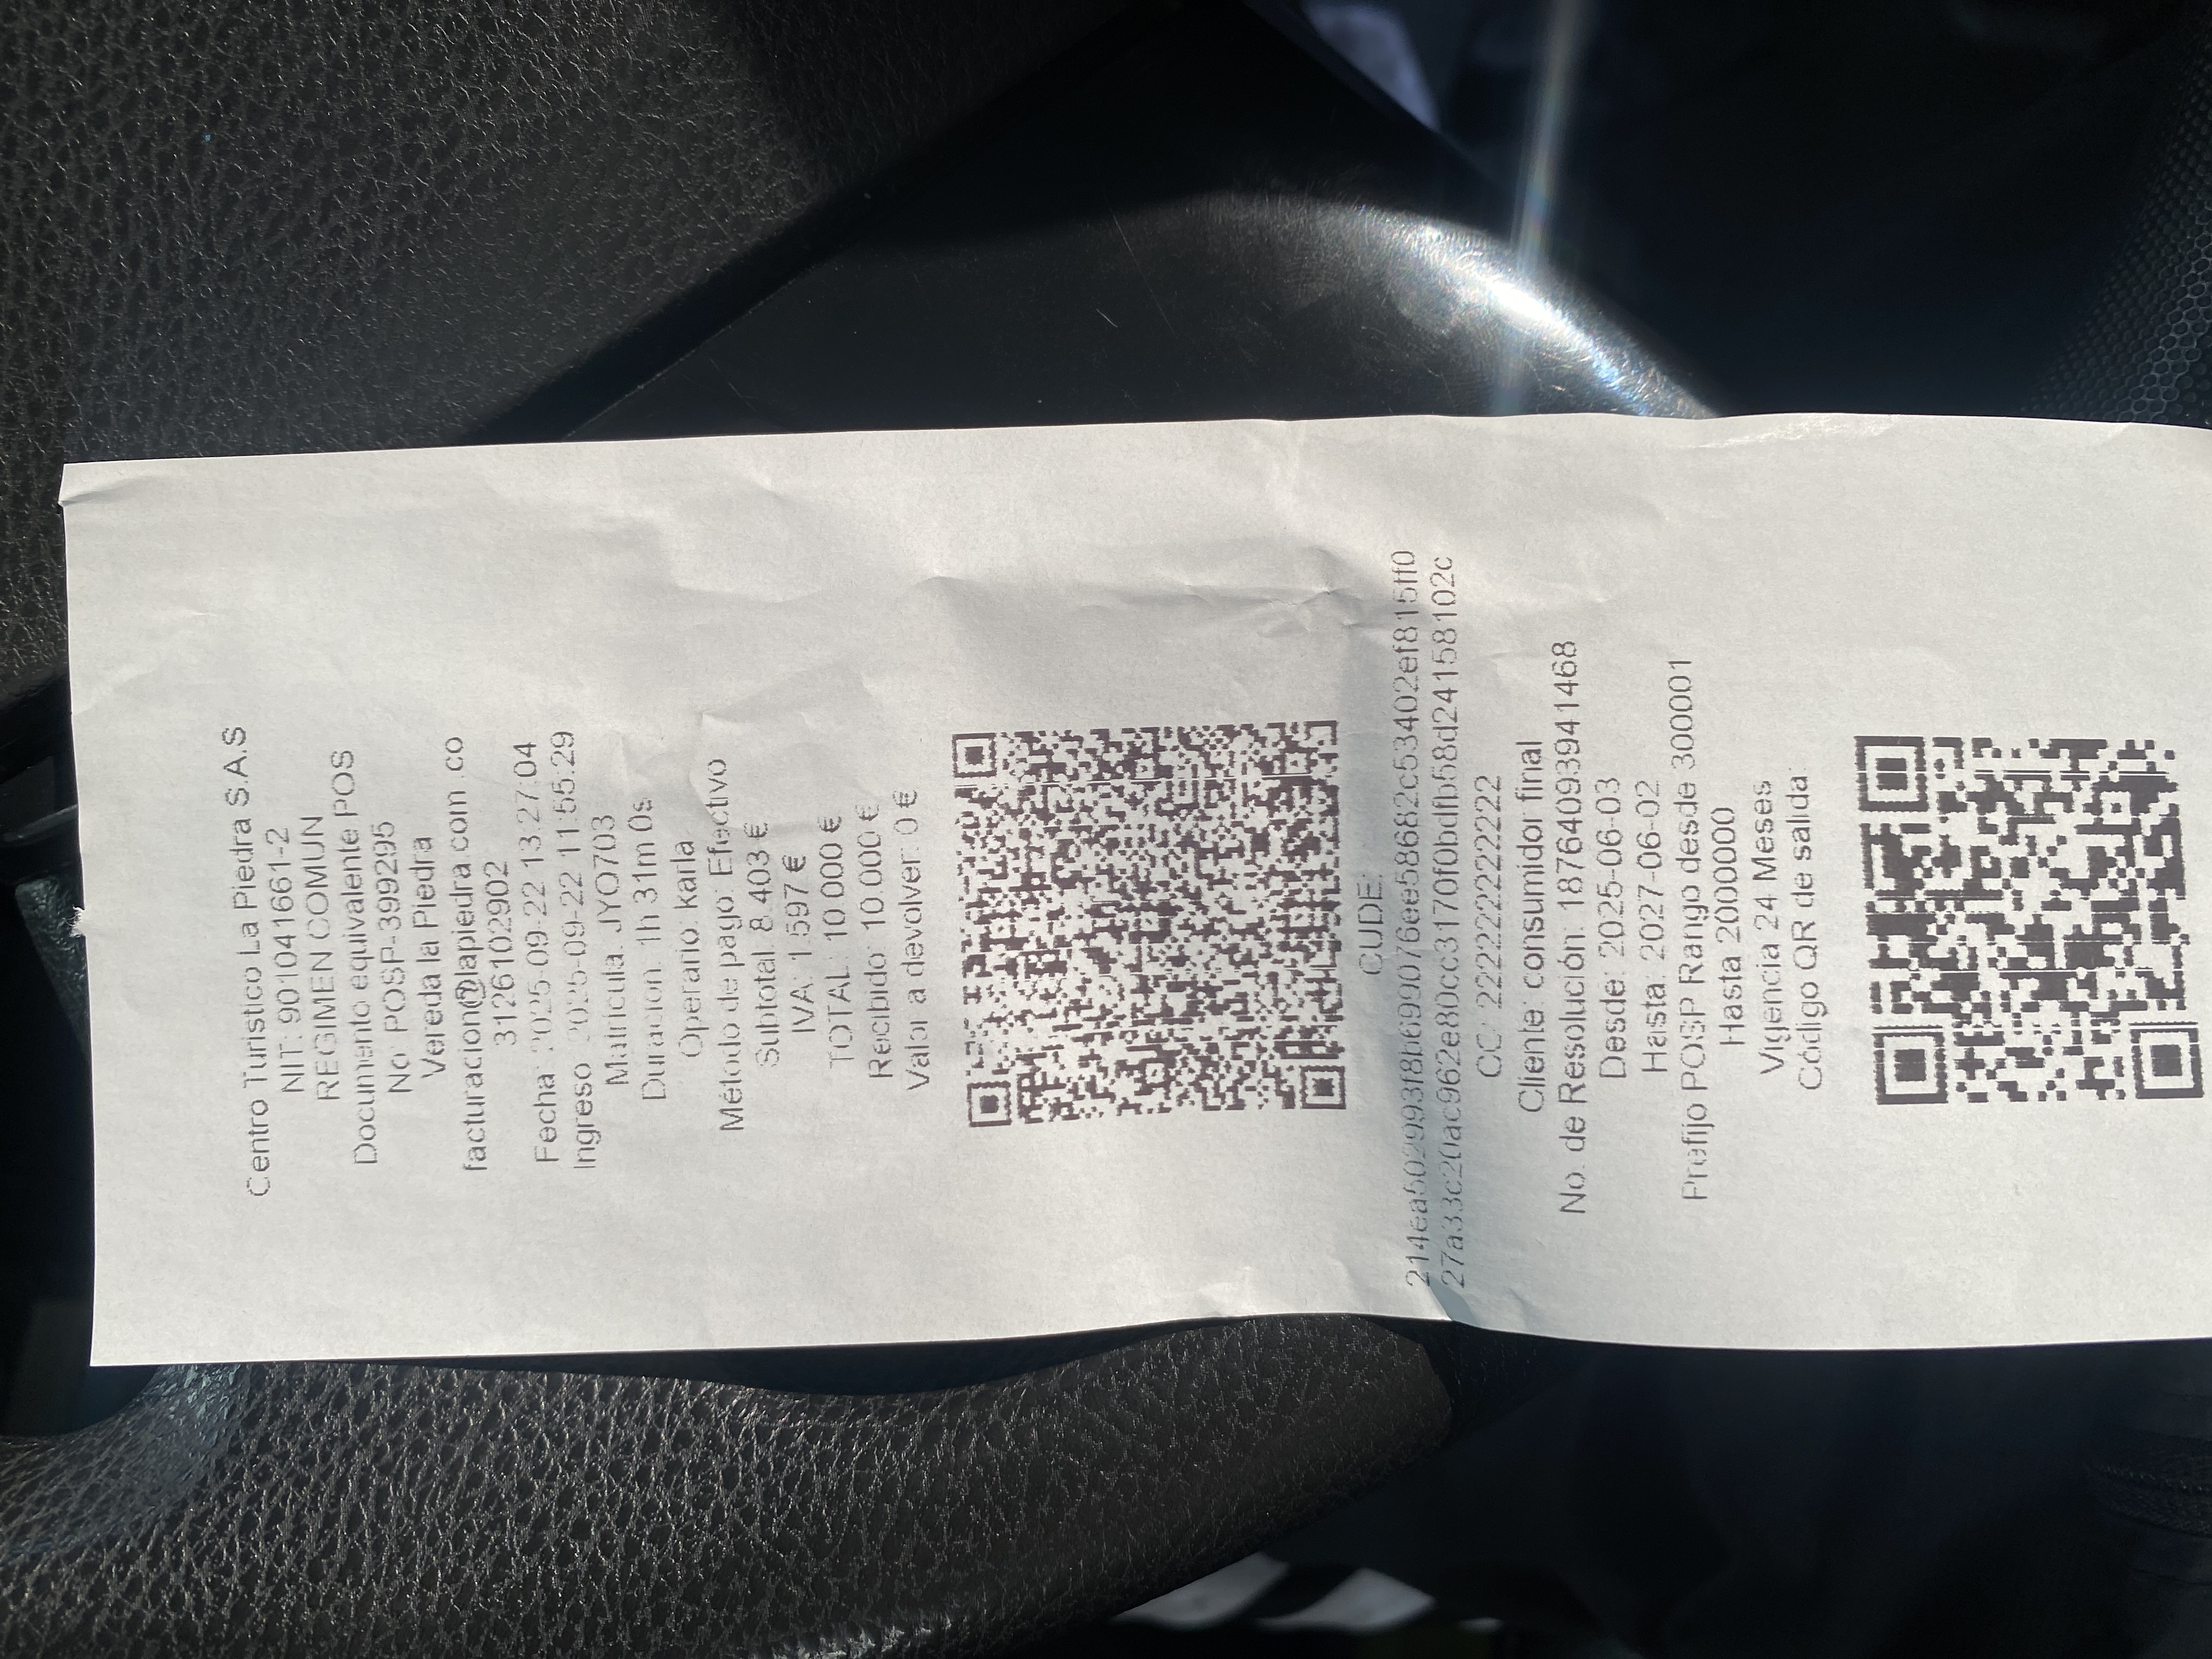 Centro Turistico La Piedra S.A.S
NIT: 901041661-2
REGIMEN COMUN
Documento equivalente POS
No: POSP-399295
Vereda la Piedra
facturacion@lapiedra.com.co
3126102902
Fecha: 2025-09-22 13:27:04
Ingreso: 2025-09-22 11:55:29
Matricula: JYO703
Duracion: 1h 31m 0s
Operario: karla
Método de pago: Efectivo
Subtotal: 8.403 €
IVA: 1.597 €
TOTAL: 10.000 €
Recibido: 10.000 €
Valor a devolver: 0 €
CUDE:
CC: 222222222222
Cliente: consumidor final
No. de Resolución: 18764093941468
Desde: 2025-06-03
Hasta: 2027-06-02
Prefijo POSP Rango desde 300001
Hasta 2000000
Vigencia 24 Meses
Código QR de salida: